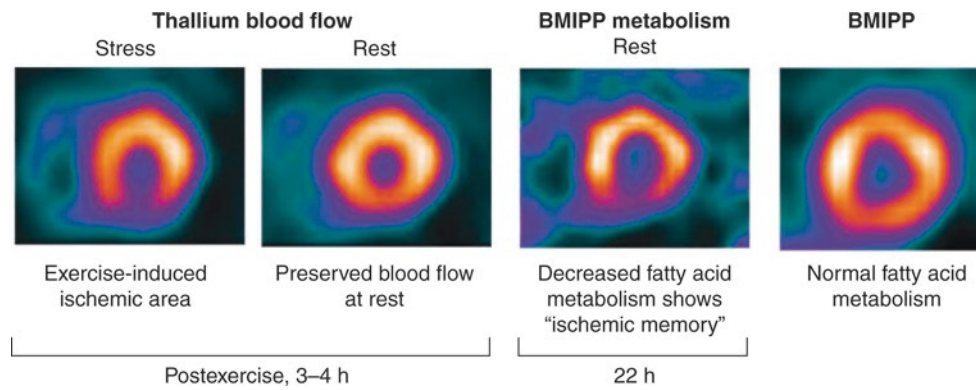 Thallium blood flow
Stress
Rest
BMIPP metabolism
Rest
BMIPP
Exercise-induced
ischemic area
Preserved blood flow
at rest
Decreased fatty acid
metabolism shows
“ischemic memory”
Normal fatty acid
metabolism
Postexercise, 3–4 h
22 h